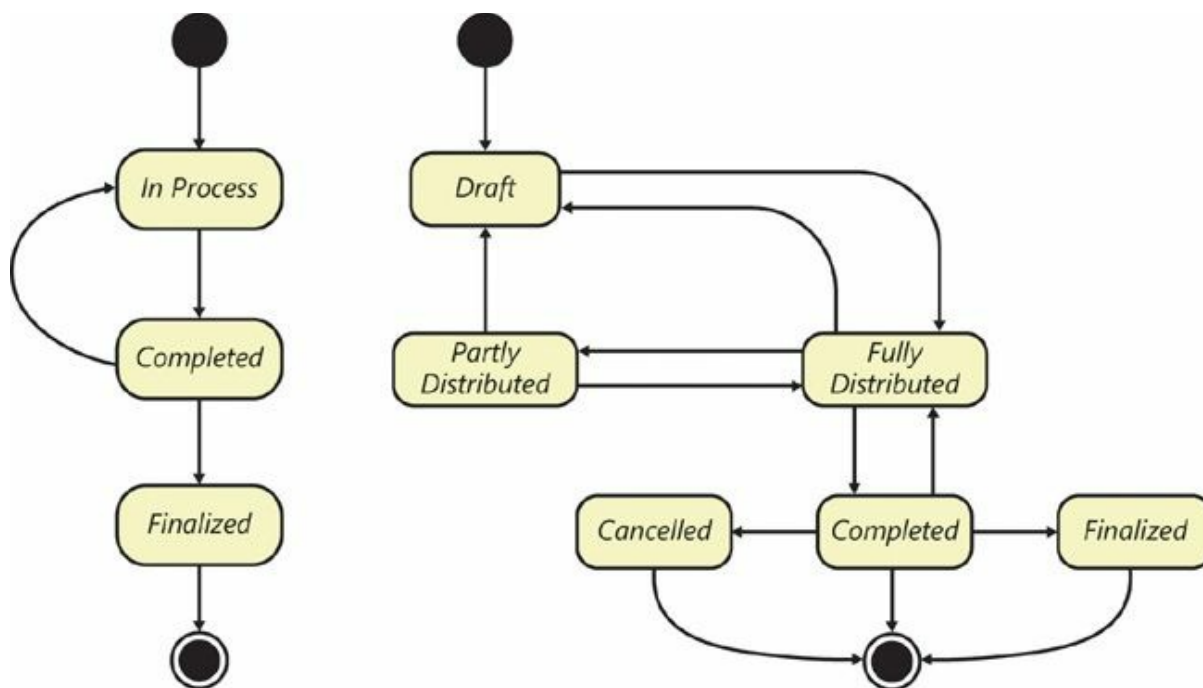 In Process
Completed
Finalized
Draft
Partly
Distributed
Fully
Distributed
Cancelled
Completed
Finalized